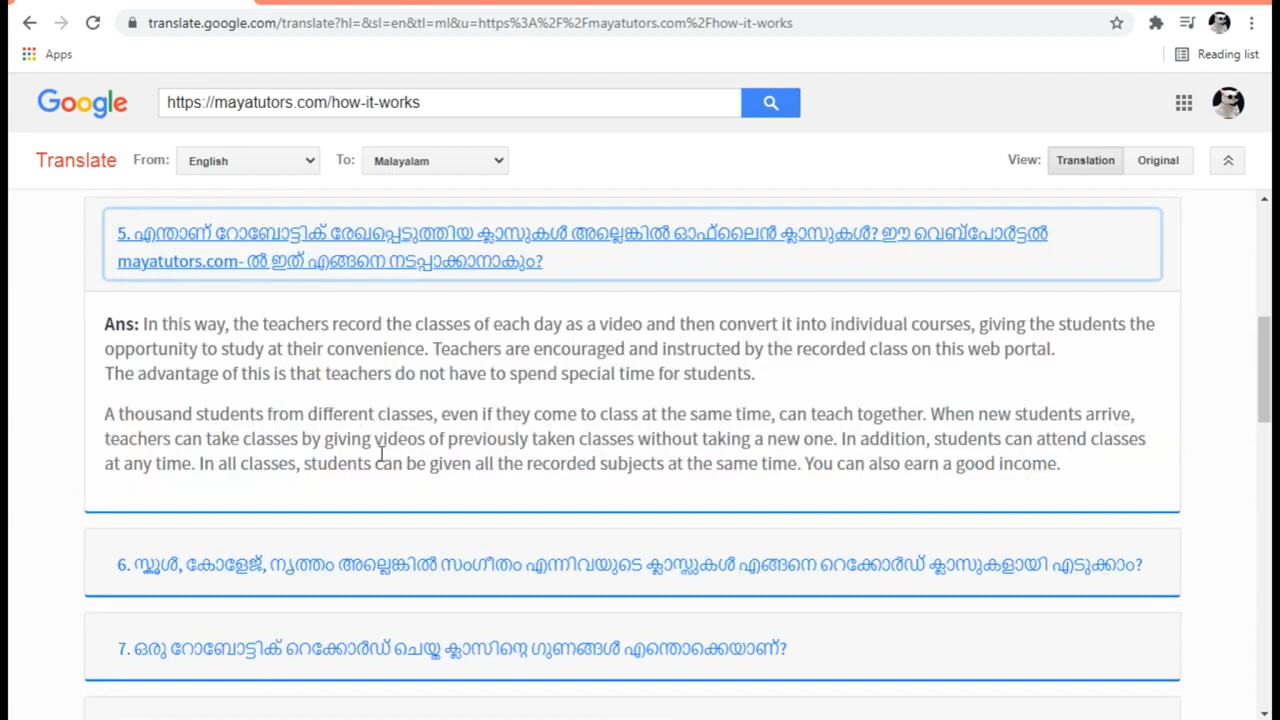 translate.google.com/translate?hl=&sl=en&tl=ml&u=https%3A%2F%2Fmayatutors.com%2Fhow-it-works
Apps
Reading list
Google
https://mayatutors.com/how-it-works
Translate From: English To: Malayalam View: Translation Original
5. എന്താണ് റോബോട്ടിക് രേഖപ്പെടുത്തിയ ക്ലാസുകൾ അല്ലെങ്കിൽ ഓഫ്‌ലൈൻ ക്ലാസുകൾ? ഈ വെബ്‌പോർട്ടൽ
mayatutors.com- ൽ ഇത് എങ്ങനെ നടപ്പാക്കാനാകും?
Ans: In this way, the teachers record the classes of each day as a video and then convert it into individual courses, giving the students the
opportunity to study at their convenience. Teachers are encouraged and instructed by the recorded class on this web portal.
The advantage of this is that teachers do not have to spend special time for students.
A thousand students from different classes, even if they come to class at the same time, can teach together. When new students arrive,
teachers can take classes by giving videos of previously taken classes without taking a new one. In addition, students can attend classes
at any time. In all classes, students can be given all the recorded subjects at the same time. You can also earn a good income.
6. സ്കൂൾ, കോളേജ്, നൃത്തം അല്ലെങ്കിൽ സംഗീതം എന്നിവയുടെ ക്ലാസ്സുകൾ എങ്ങനെ റെക്കോർഡ് ക്ലാസുകളായി എടുക്കാം?
7. ഒരു റോബോട്ടിക് റെക്കോർഡ് ചെയ്ത ക്ലാസിന്റെ ഗുണങ്ങൾ എന്തൊക്കെയാണ്?